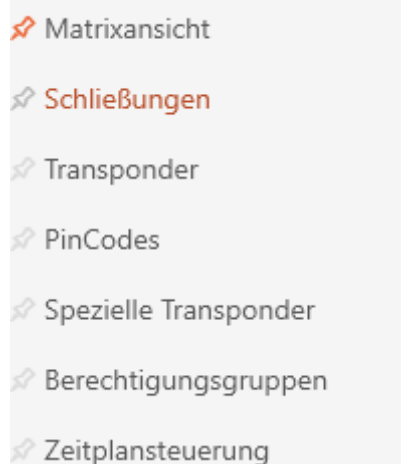 Matrixansicht
Schließungen
Transponder
PinCodes
Spezielle Transponder
Berechtigungsgruppen
Zeitplansteuerung